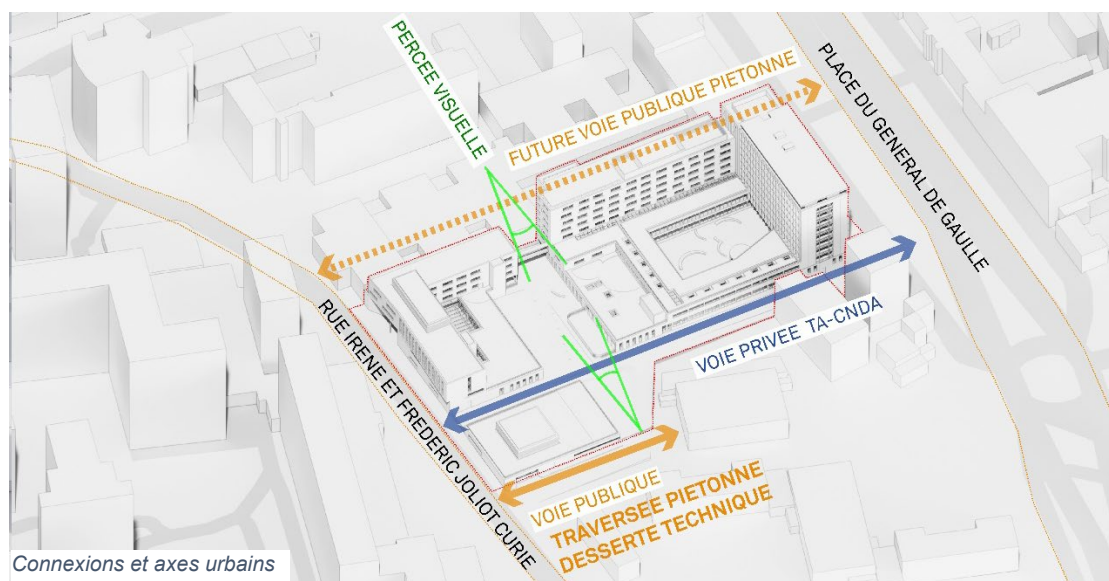 PERCEE VISUELLE
FUTURE VOIE PUBLIQUE PIETONNE
PLACE DU GENERAL DE GAULLE
VOIE PRIVEE TA-CNDA
RUE IRENE ET FREDERIC JOLIOT CURIE
VOIE PUBLIQUE
TRAVERSEE PIETONNE
DESSERTE TECHNIQUE
Connexions et axes urbains